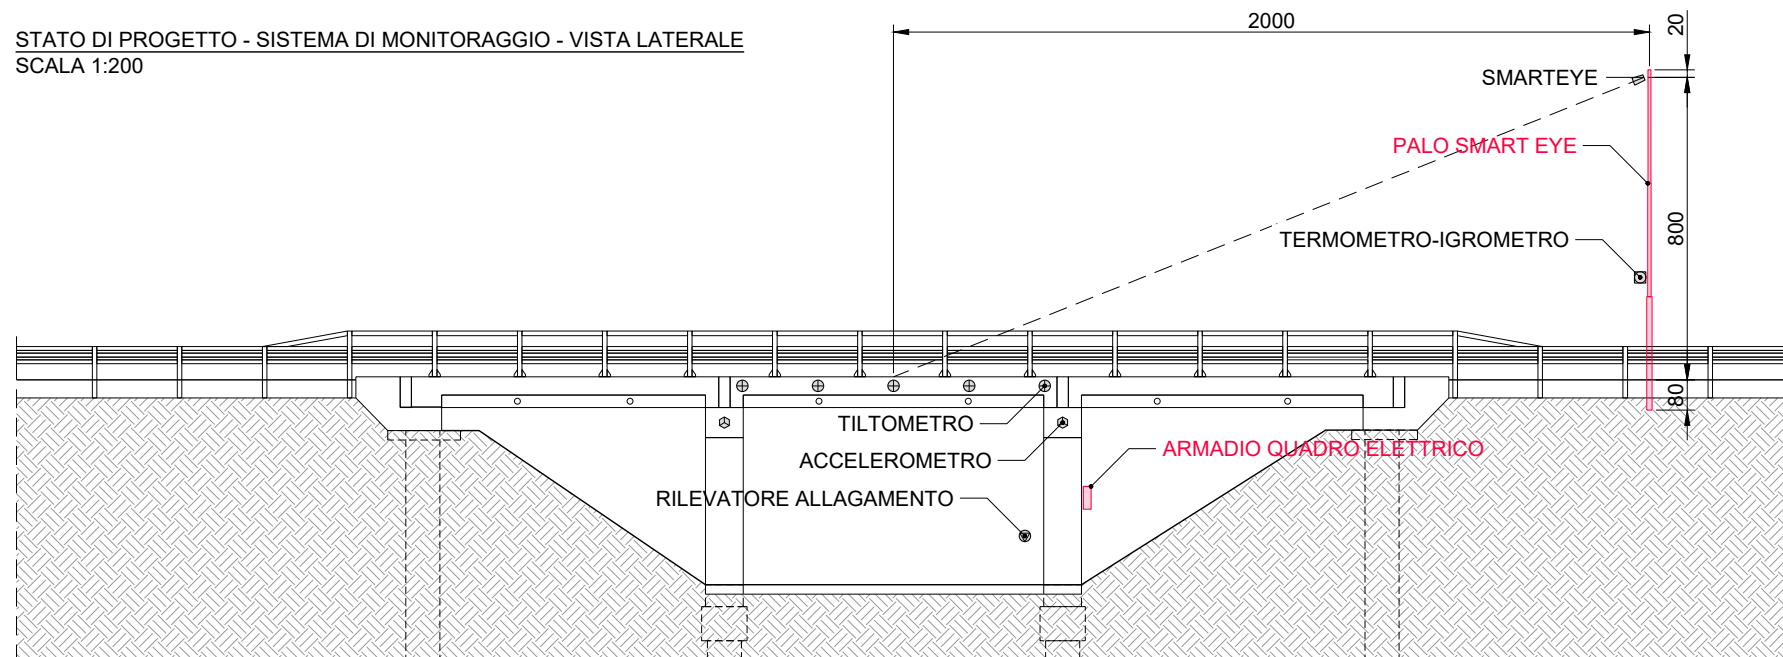 STATO DI PROGETTO - SISTEMA DI MONITORAGGIO - VISTA LATERALE
SCALA 1:200
2000
20
SMARTEYE
PALO SMART EYE
800
TERMOMETRO-IGROMETRO
80
TILTOMETRO
ACCELEROMETRO
ARMADIO QUADRO ELETTRICO
RILEVATORE ALLAGAMENTO